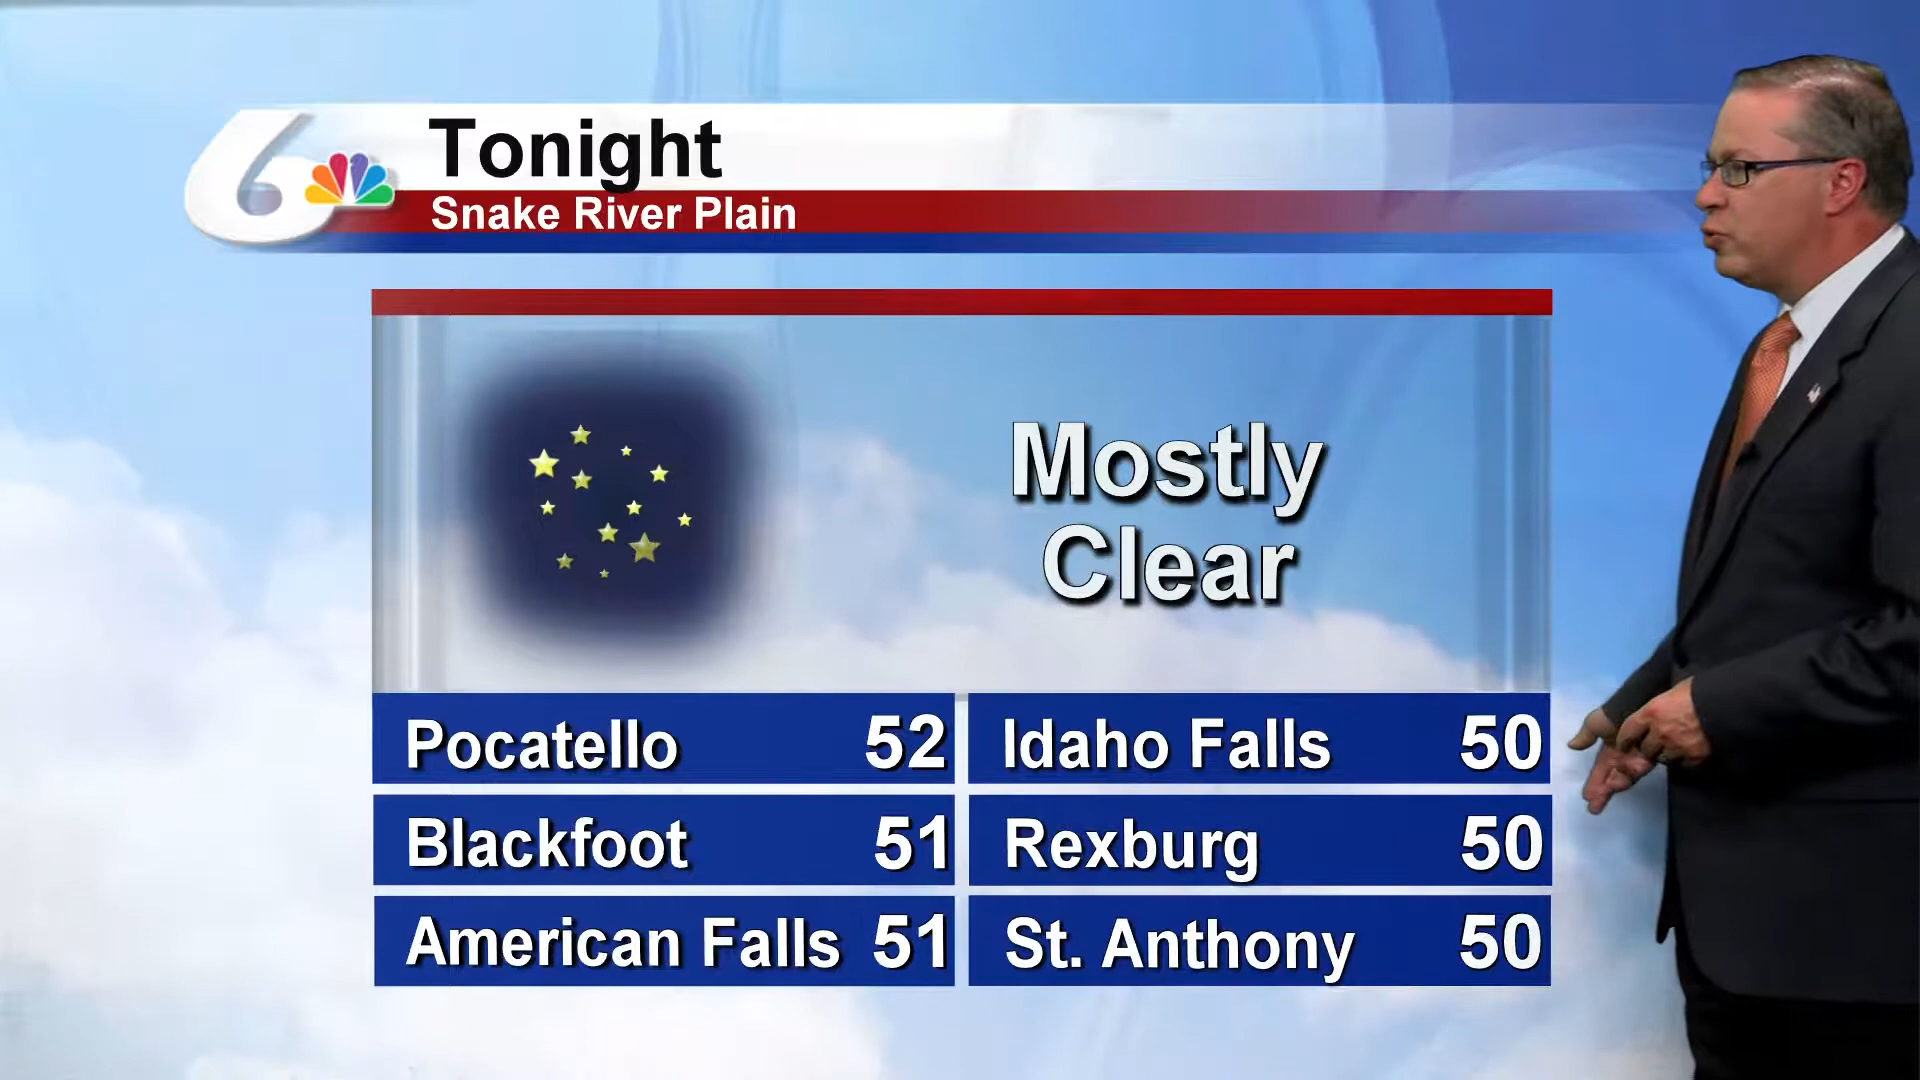 6
Tonight
Snake River Plain
Mostly
Clear
Pocatello 52
Idaho Falls 50
Blackfoot 51
Rexburg 50
American Falls 51
St. Anthony 50